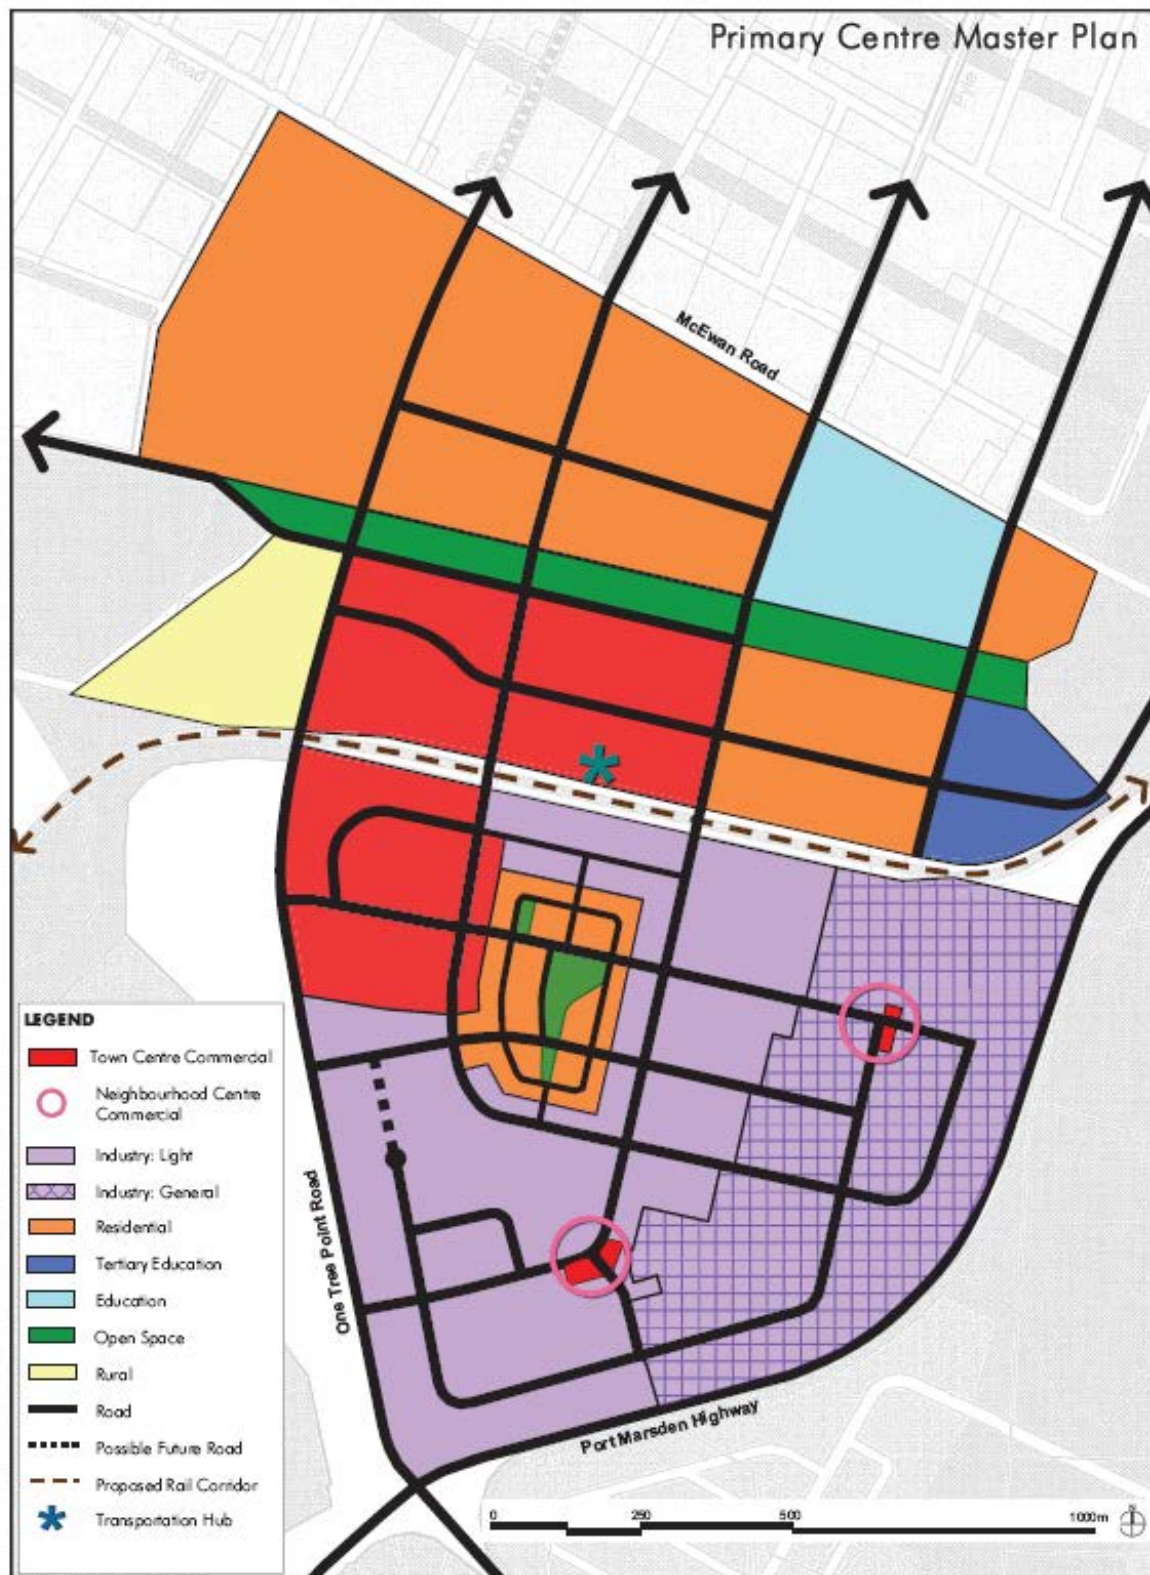 Primary Centre Master Plan
Road
Pyle
McEwan Road
LEGEND
Town Centre Commercial
Neighbourhood Centre
Commercial
Industry: Light
Industry: General
Residential
Tertiary Education
Education
Open Space
Rural
Road
Possible Future Road
Proposed Rail Corridor
Transportation Hub
One Tree Point Road
Port Marsden Highway
0 250 500 1000m
N